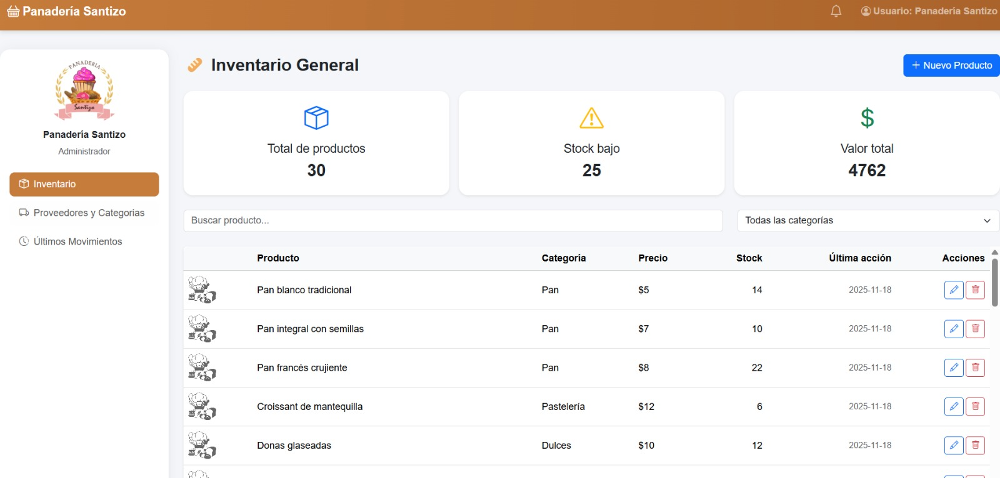 Panadería Santizo
Usuario: Panadería Santizo
PANADERIA
Santizo
Panadería Santizo
Administrador
Inventario
Proveedores y Categorias
Últimos Movimientos
Inventario General
+ Nuevo Producto
Total de productos
30
Stock bajo
25
$
Valor total
4762
Buscar producto...
Todas las categorías
Producto Categoría Precio Stock Última acción Acciones
Pan blanco tradicional Pan $5 14 2025-11-18
Pan integral con semillas Pan $7 10 2025-11-18
Pan francés crujiente Pan $8 22 2025-11-18
Croissant de mantequilla Pastelería $12 6 2025-11-18
Donas glaseadas Dulces $10 12 2025-11-18